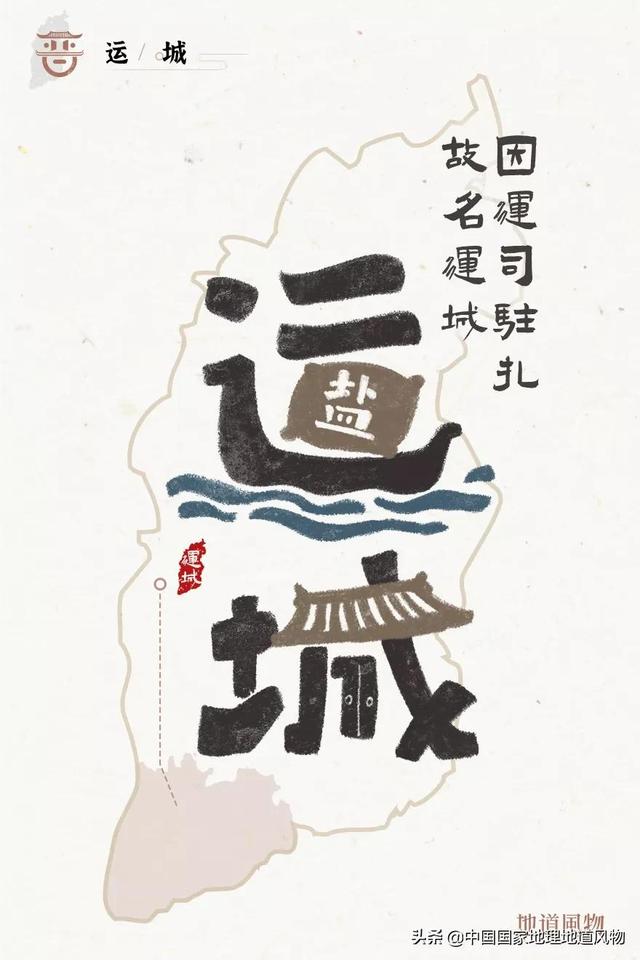 晋
运/城
因運司駐扎
故名運城
运
盐
城
運城
地道風物
头条 @中国国家地理地道风物